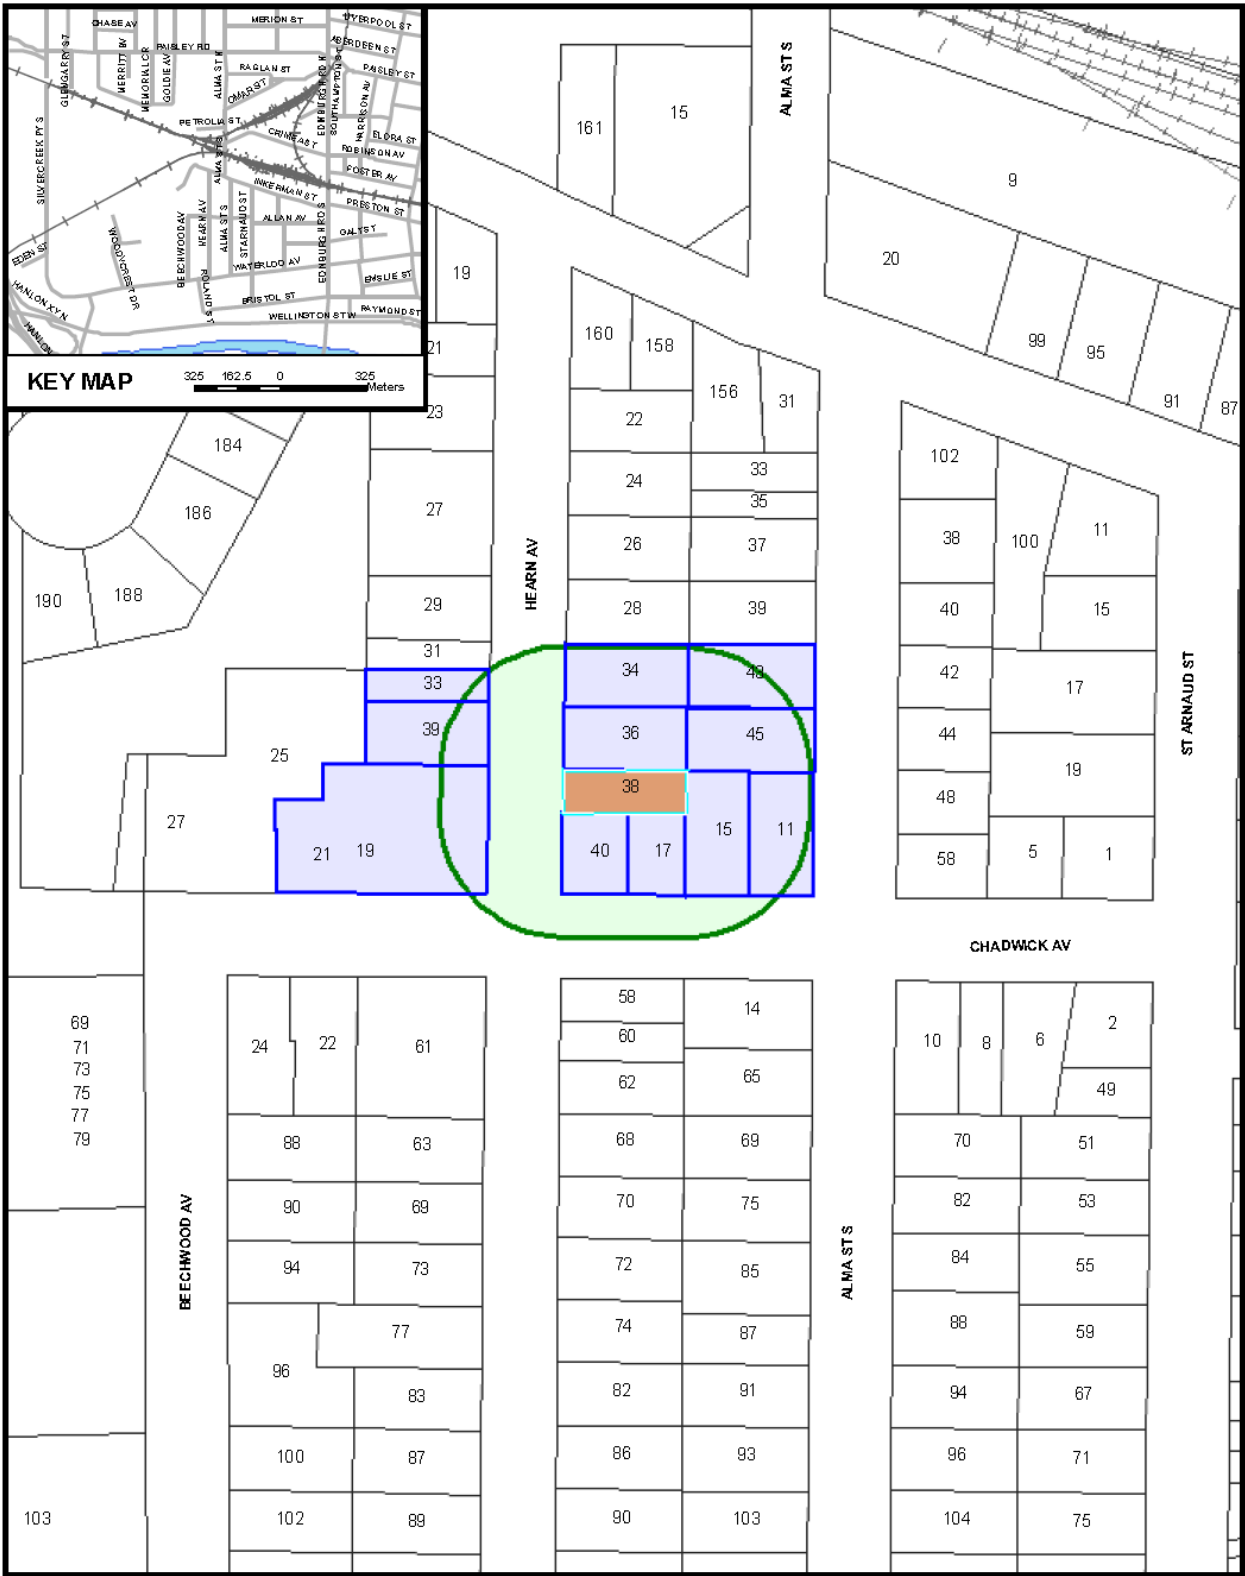 CHASE AV
MERION ST
LIVERPOOL ST
GLENGARRY ST
MERRITT BV
MEMORIAL CR
GOLDIE AV
PAISLEY RD
ALMA ST N
ABERDEEN ST
RAGLAN ST
PAISLEY ST
OMAR ST
EDINBURGH RD N
SOUTHAMPTON ST
HARRISON AV
PETROLIA ST
CRIMEA ST
ELORA ST
ROBINSON AV
FOSTER AV
SILVERCREEK PY S
ALMA ST S
INKERMAN ST
PRESTON ST
BEECHWOOD AV
HEARN AV
ALMA ST S
STARNAUD ST
ALLAN AV
GALT ST
EDINBURGH RD S
WOODYCREST DR
EDEN ST
WATERLOO AV
ROLAND ST
EMSLIE ST
BRISTOL ST
HANLON XY N
RAYMOND ST
WELLINGTON ST W
HANLON
KEY MAP
325 162.5 0 325
Meters
ALMA ST S
161
15
9
20
19
99
95
91
87
21
160
158
156
31
23
22
102
184
33
24
35
27
186
38
100
11
26
37
HEARN AV
190
188
29
28
39
40
15
31
33
34
43
42
17
ST ARNAUD ST
39
36
45
44
25
19
38
48
27
21
19
40
17
15
11
58
5
1
CHADWICK AV
69
71
73
75
77
79
24
22
61
58
60
62
14
65
10
8
6
2
49
88
63
68
69
70
51
BEECHWOOD AV
90
69
70
75
82
53
94
73
72
85
84
55
ALMA ST S
77
74
87
88
59
96
83
82
91
94
67
100
87
86
93
96
71
103
102
89
90
103
104
75